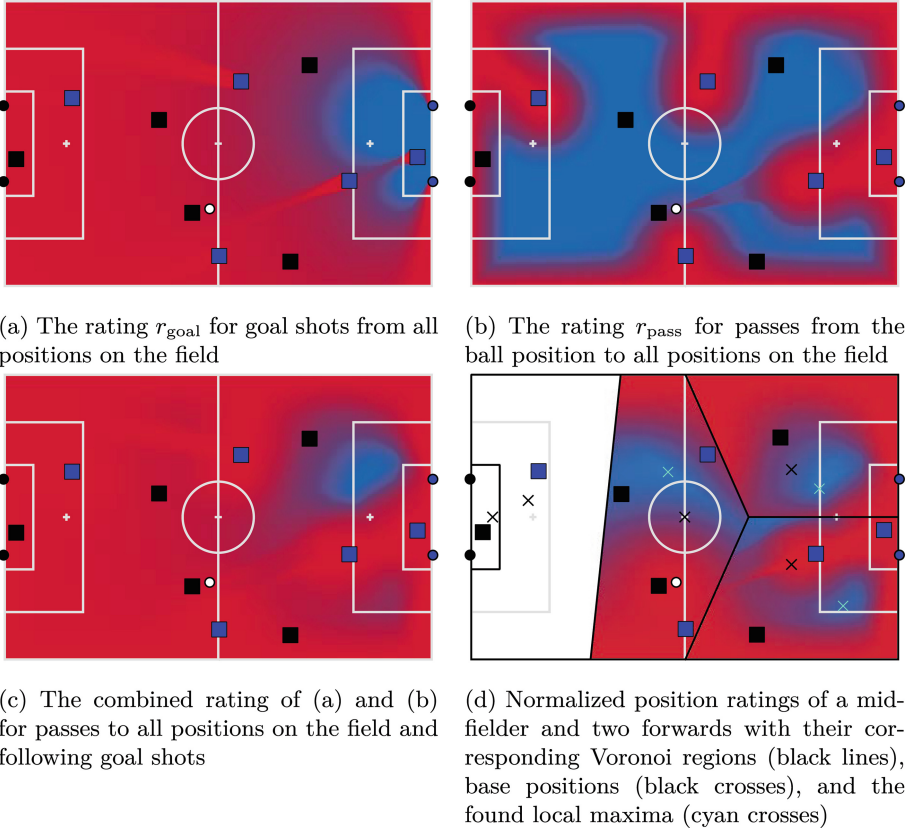 (a) The rating r_goal for goal shots from all
positions on the field
(b) The rating r_pass for passes from the
ball position to all positions on the field
(c) The combined rating of (a) and (b)
for passes to all positions on the field and
following goal shots
(d) Normalized position ratings of a mid-
fielder and two forwards with their cor-
responding Voronoi regions (black lines),
base positions (black crosses), and the
found local maxima (cyan crosses)